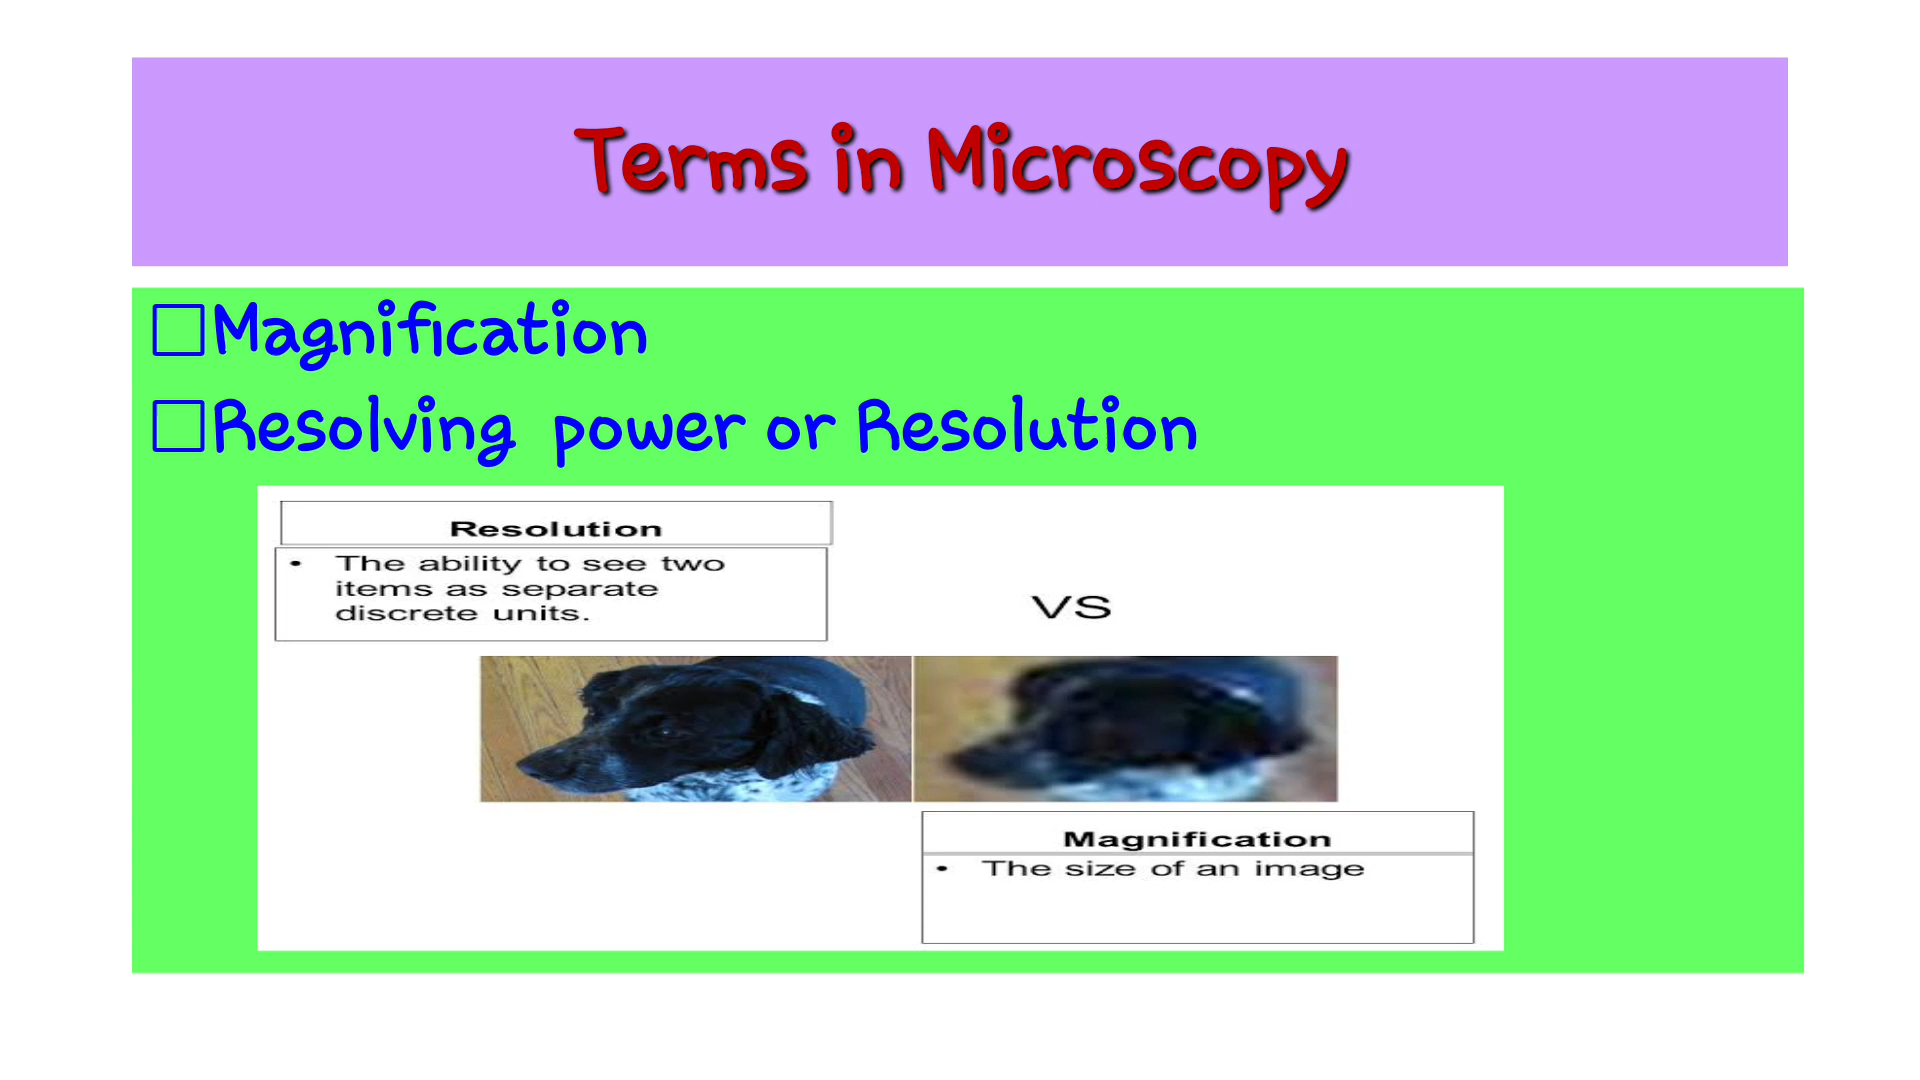 Terms in Microscopy
□Magnification
□Resolving power or Resolution
Resolution
• The ability to see two
items as separate
discrete units.
VS
Magnification
• The size of an image